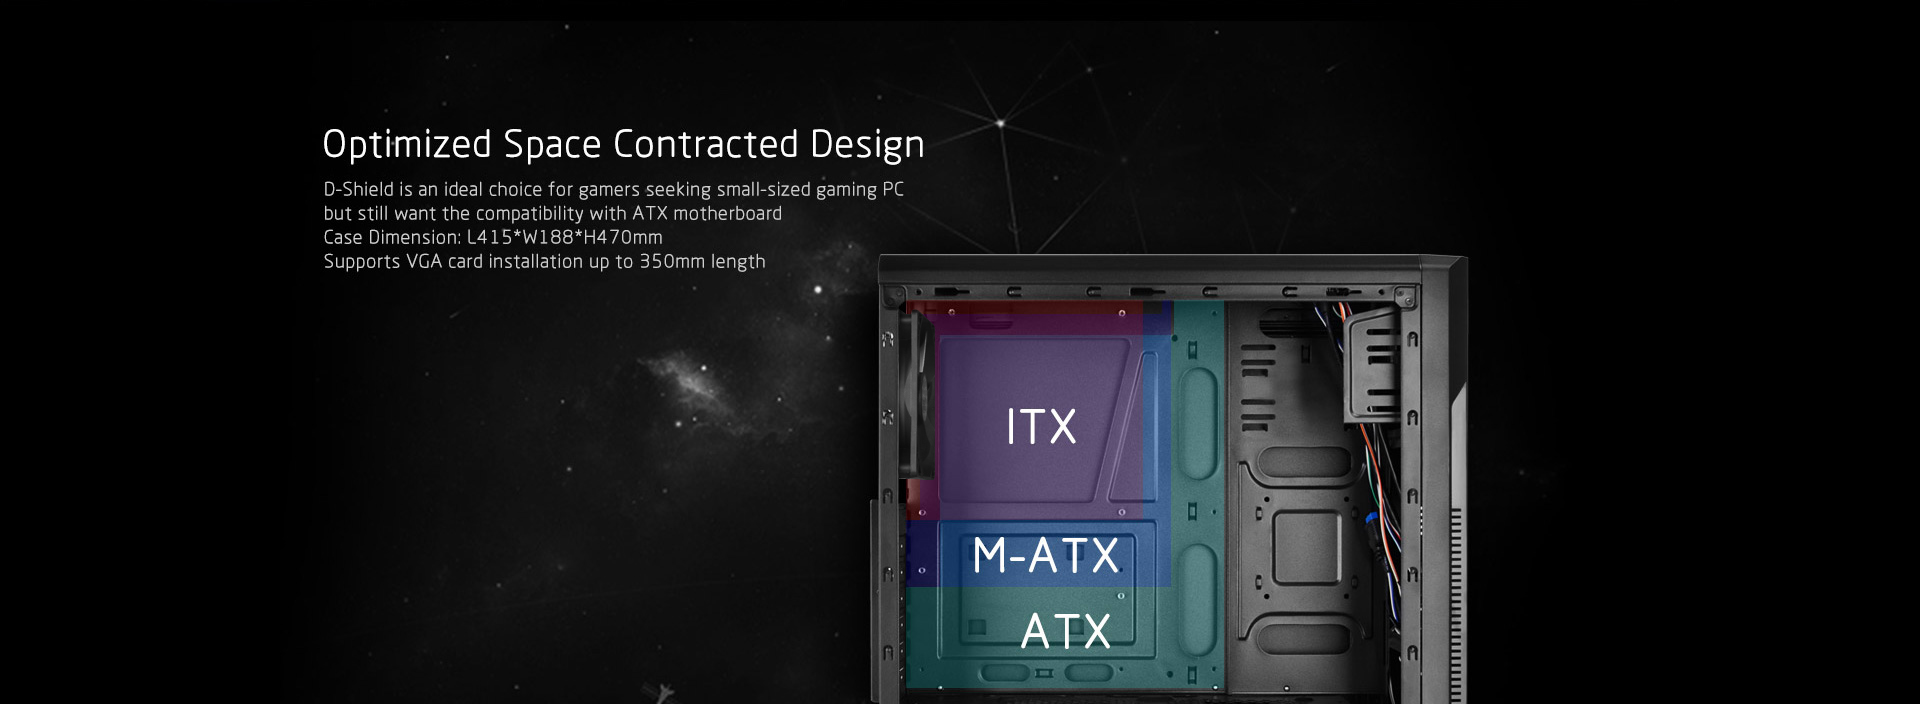 Optimized Space Contracted Design
D-Shield is an ideal choice for gamers seeking small-sized gaming PC
but still want the compatibility with ATX motherboard
Case Dimension: L415*W188*H470mm
Supports VGA card installation up to 350mm length
ITX
M-ATX
ATX